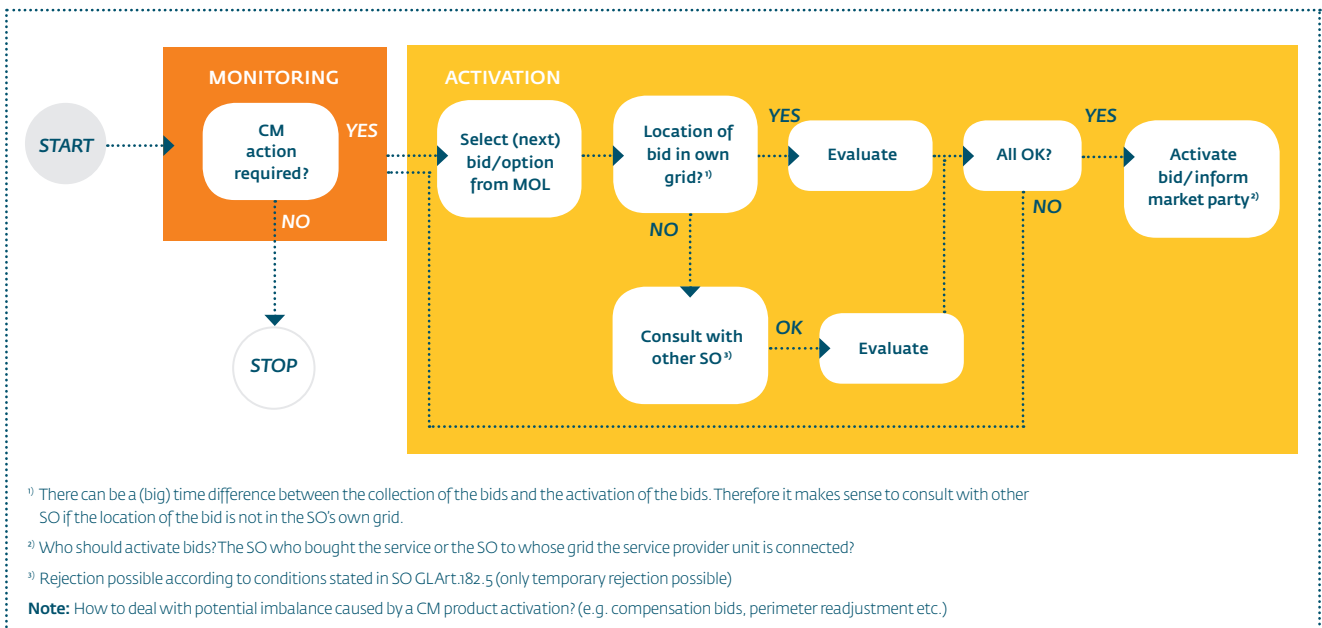 MONITORING
ACTIVATION
START
CM
action
required?
YES
NO
STOP
Select (next)
bid/option
from MOL
Location of
bid in own
grid?¹⁾
YES
NO
Evaluate
All OK?
YES
NO
Activate
bid/inform
market party²⁾
Consult with
other SO³⁾
OK
Evaluate
¹⁾ There can be a (big) time difference between the collection of the bids and the activation of the bids. Therefore it makes sense to consult with other
SO if the location of the bid is not in the SO's own grid.
²⁾ Who should activate bids? The SO who bought the service or the SO to whose grid the service provider unit is connected?
³⁾ Rejection possible according to conditions stated in SO GL Art.182.5 (only temporary rejection possible)
Note: How to deal with potential imbalance caused by a CM product activation? (e.g. compensation bids, perimeter readjustment etc.)